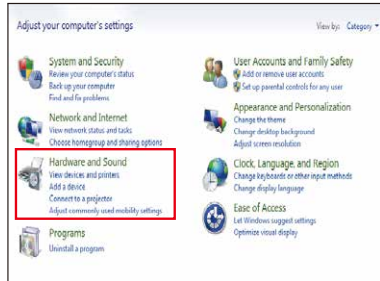 Adjust your computer's settings
View by: Category
System and Security
Review your computer's status
Back up your computer
Find and fix problems
Network and Internet
View network status and tasks
Choose homegroup and sharing options
Hardware and Sound
View devices and printers
Add a device
Connect to a projector
Adjust commonly used mobility settings
Programs
Uninstall a program
User Accounts and Family Safety
Add or remove user accounts
Set up parental controls for any user
Appearance and Personalization
Change the theme
Change desktop background
Adjust screen resolution
Clock, Language, and Region
Change keyboards or other input methods
Change display language
Ease of Access
Let Windows suggest settings
Optimize visual display